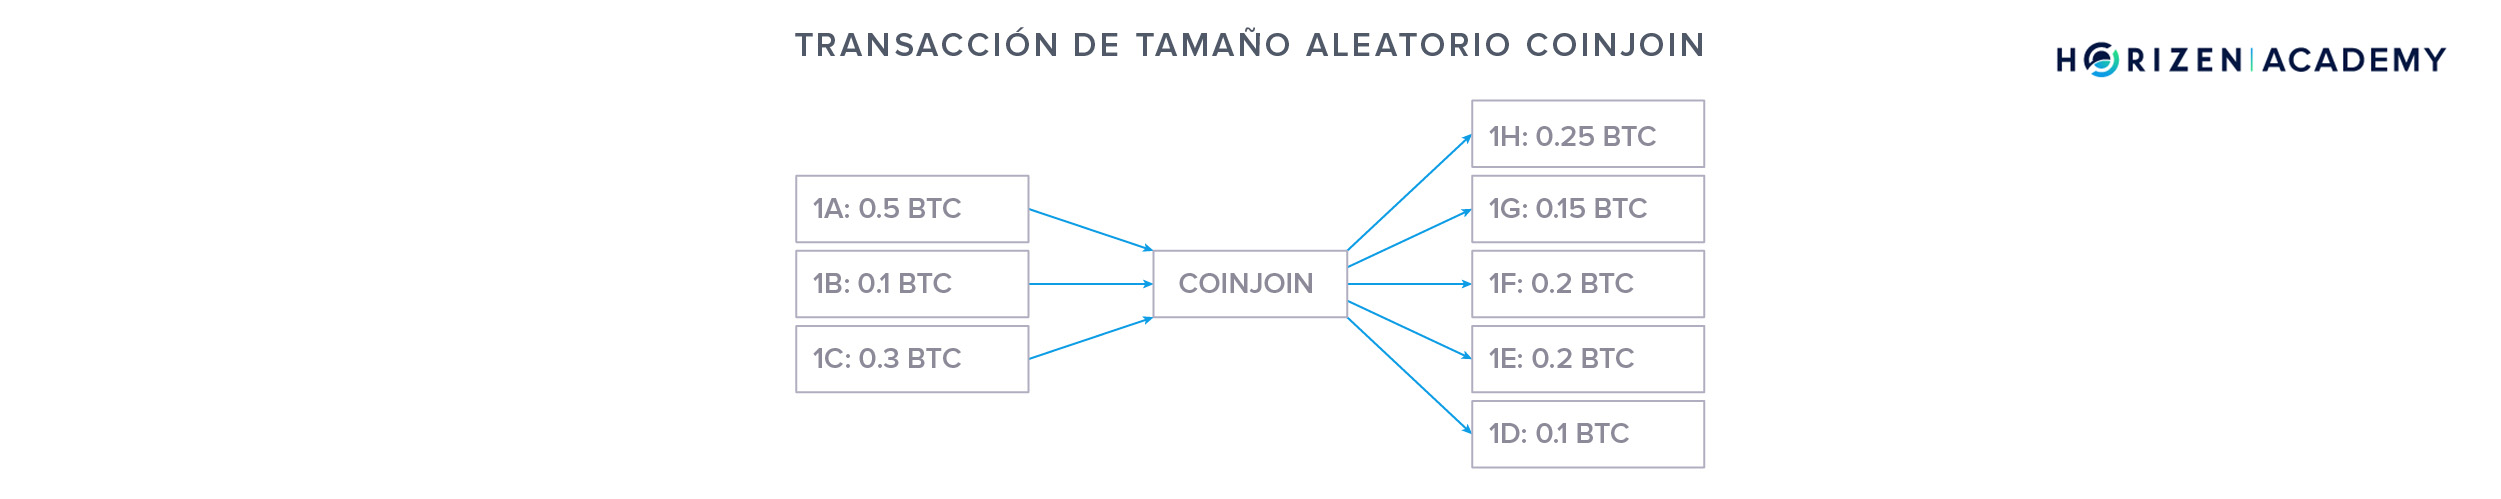 TRANSACCIÓN DE TAMAÑO ALEATORIO COINJOIN
HORIZEN | ACADEMY
1A: 0.5 BTC
1B: 0.1 BTC
1C: 0.3 BTC
COINJOIN
1H: 0.25 BTC
1G: 0.15 BTC
1F: 0.2 BTC
1E: 0.2 BTC
1D: 0.1 BTC